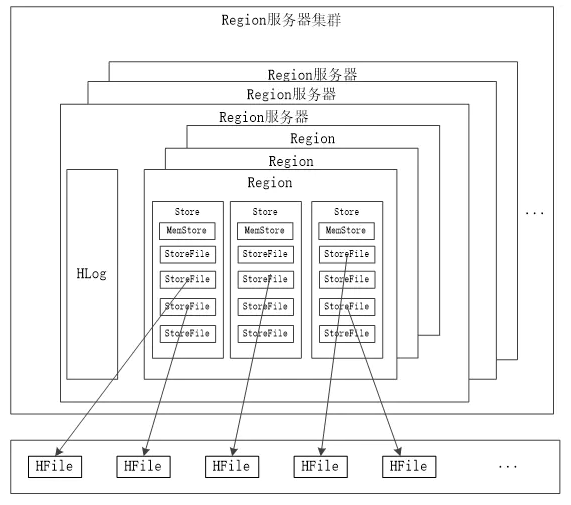 Region服务器集群
Region服务器
Region服务器
Region服务器
Region
Region
Region
HLog
Store Store Store
MemStore MemStore MemStore
StoreFile StoreFile StoreFile
StoreFile StoreFile StoreFile
StoreFile StoreFile StoreFile
StoreFile StoreFile StoreFile
...
HFile HFile HFile HFile HFile ...